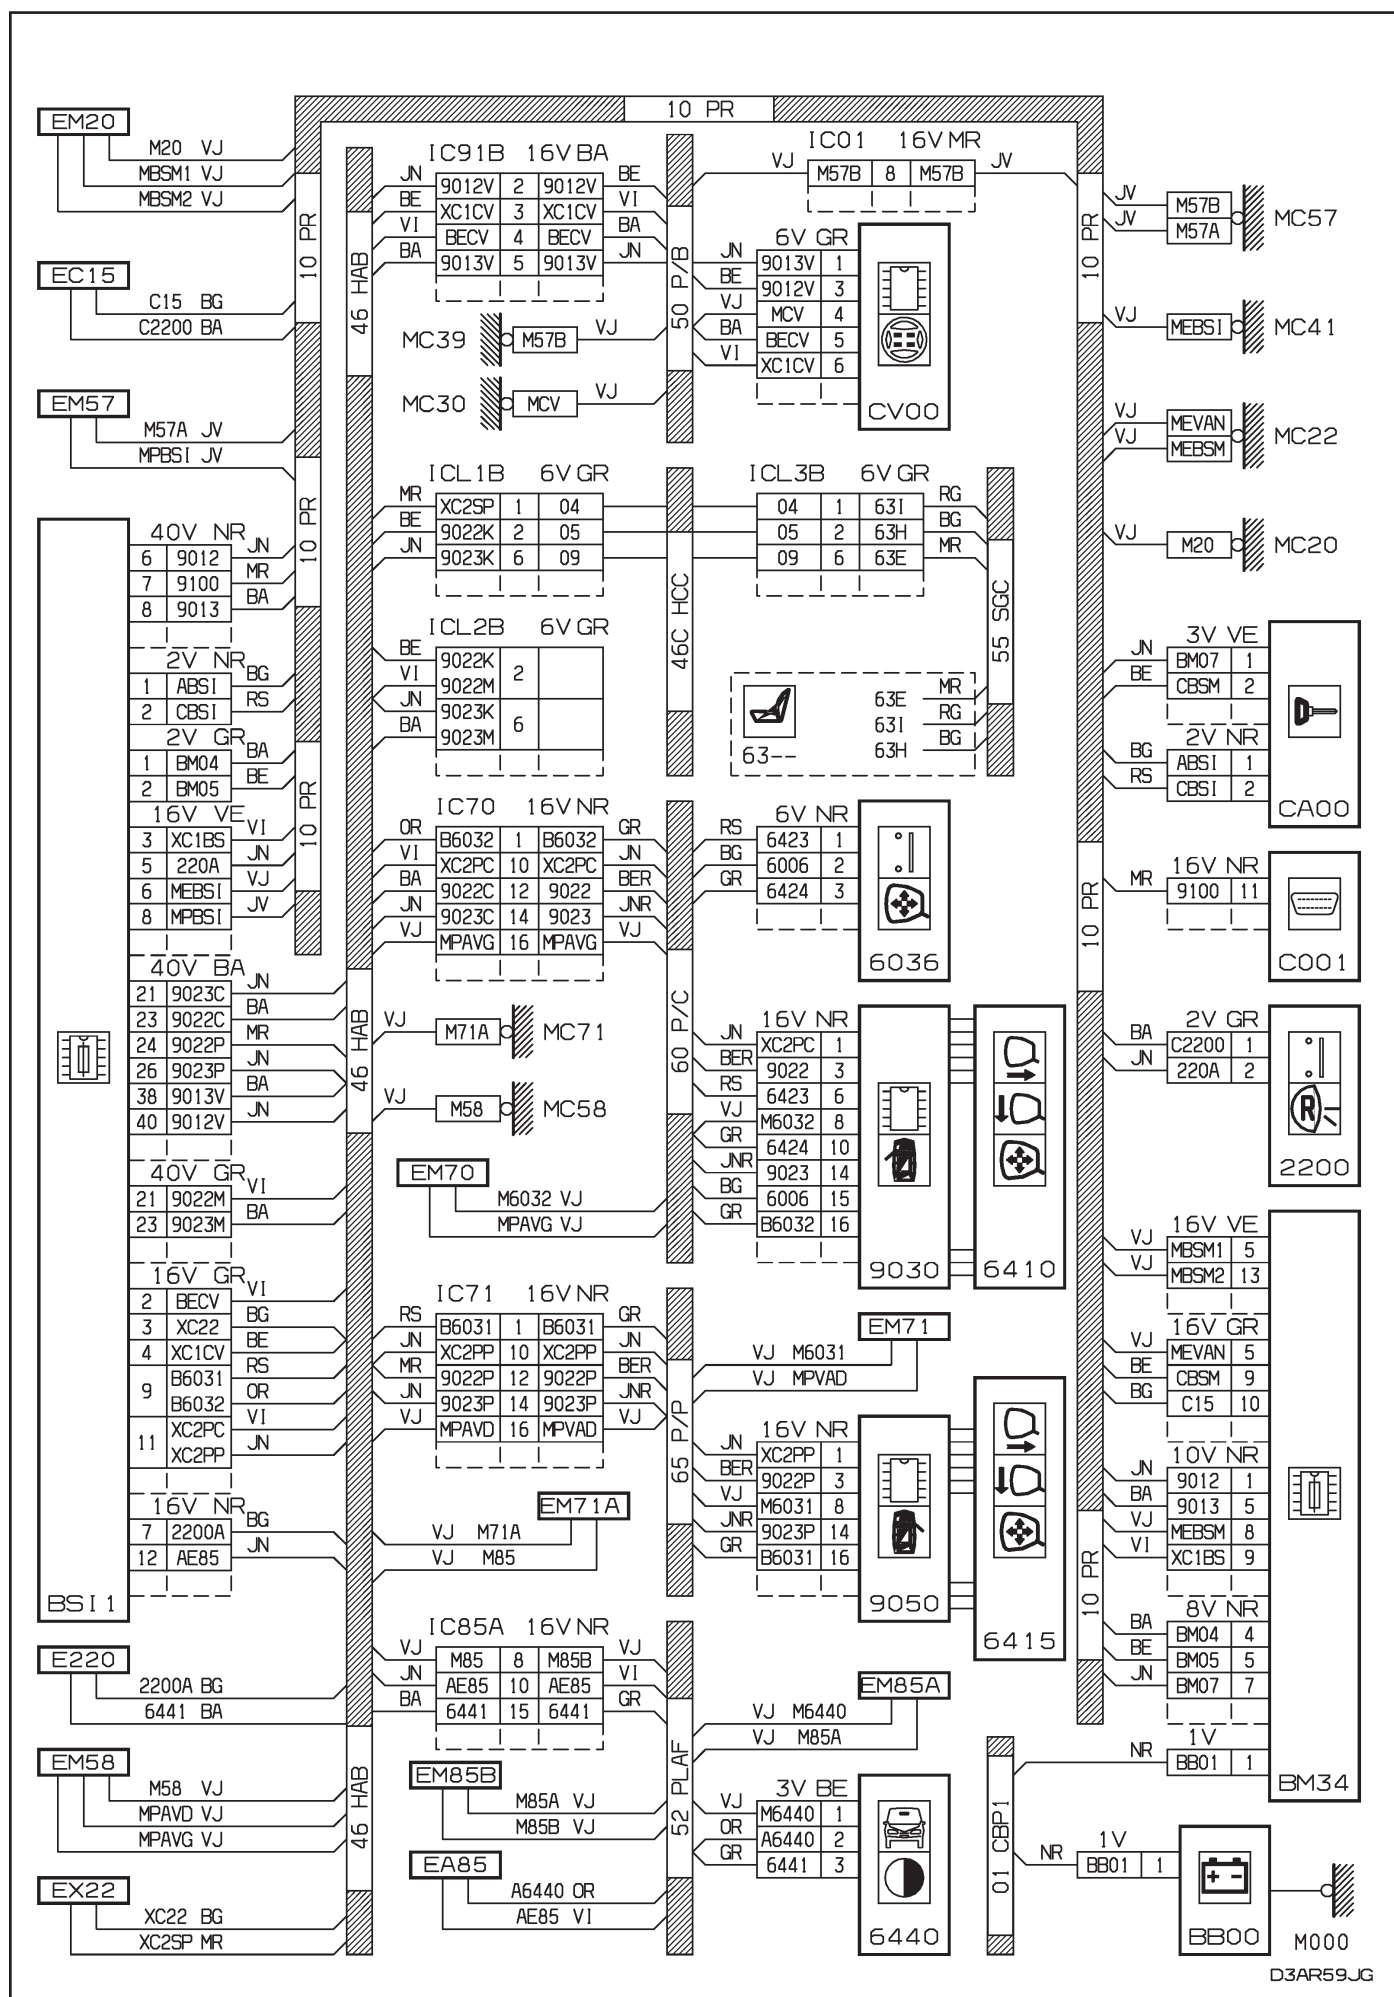 10 PR
EM20
M20 VJ
MBSM1 VJ
MBSM2 VJ
EC15
C15 BG
C2200 BA
EM57
M57A JV
MPBSI JV
10 PR
10 PR
10 PR
40V NR
6 9012 JN
7 9100 MR
8 9013 BA
2V NR
1 ABSI BG
2 CBSI RS
2V GR
1 BM04 BA
2 BM05 BE
16V VE
3 XC1BS VI
5 220A JN
6 MEBSI VJ
8 MPBSI JV
40V BA
21 9023C JN
23 9022C BA
24 9022P MR
26 9023P JN
38 9013V BA
40 9012V JN
40V GR
21 9022M VI
23 9023M BA
16V GR
2 BECV VI
3 XC22 BG
4 XC1CV BE
9 B6031 RS
B6032 OR
11 XC2PC VI
XC2PP JN
16V NR
7 2200A BG
12 AE85 JN
BSI1
E220
2200A BG
6441 BA
EM58
M58 VJ
MPAVD VJ
MPAVG VJ
EX22
XC22 BG
XC2SP MR
46 HAB
46 HAB
46 HAB
IC91B 16V BA
JN 9012V 2 9012V BE
BE XC1CV 3 XC1CV VI
VI BECV 4 BECV BA
BA 9013V 5 9013V JN
MC39 M57B VJ
MC30 MCV VJ
ICL1B 6V GR
MR XC2SP 1 04
BE 9022K 2 05
JN 9023K 6 09
ICL2B 6V GR
BE 9022K
VI 9022M 2
JN 9023K
BA 9023M 6
IC70 16V NR
OR B6032 1 B6032 GR
VI XC2PC 10 XC2PC JN
BA 9022C 12 9022 BER
JN 9023C 14 9023 JNR
VJ MPAVG 16 MPAVG VJ
VJ M71A MC71
VJ M58 MC58
EM70
M6032 VJ
MPAVG VJ
IC71 16V NR
RS B6031 1 B6031 GR
JN XC2PP 10 XC2PP JN
MR 9022P 12 9022P BER
JN 9023P 14 9023P JNR
VJ MPAVD 16 MPVAD VJ
EM71A
VJ M71A
VJ M85
IC85A 16V NR
VJ M85 8 M85B VJ
JN AE85 10 AE85 VI
BA 6441 15 6441 GR
EM85B
M85A VJ
M85B VJ
EA85
A6440 OR
AE85 VI
50 P/B
46C HCC
60 P/C
65 P/P
52 PLAF
IC01 16V MR
VJ M57B 8 M57B JV
6V GR
JN 9013V 1
BE 9012V 3
VJ MCV 4
BA BECV 5
VI XC1CV 6
CV00
ICL3B 6V GR
04 1 63I RG
05 2 63H BG
09 6 63E MR
55 SGC
63E MR
63I RG
63H BG
63--
6V NR
RS 6423 1
BG 6006 2
GR 6424 3
6036
16V NR
JN XC2PC 1
BER 9022 3
RS 6423 6
VJ M6032 8
GR 6424 10
JNR 9023 14
BG 6006 15
GR B6032 16
9030
6410
EM71
VJ M6031
VJ MPVAD
16V NR
JN XC2PP 1
BER 9022P 3
VJ M6031 8
JNR 9023P 14
GR B6031 16
9050
6415
EM85A
VJ M6440
VJ M85A
3V BE
VJ M6440 1
OR A6440 2
GR 6441 3
6440
10 PR
10 PR
10 PR
JV M57B
JV M57A
MC57
VJ MEBSI MC41
VJ MEVAN
VJ MEBSM
MC22
VJ M20 MC20
3V VE
JN BM07 1
BE CBSM 2
2V NR
BG ABSI 1
RS CBSI 2
CA00
16V NR
MR 9100 11
C001
2V GR
BA C2200 1
JN 220A 2
R
2200
16V VE
VJ MBSM1 5
VJ MBSM2 13
16V GR
VJ MEVAN 5
BE CBSM 9
BG C15 10
10V NR
JN 9012 1
BA 9013 5
VJ MEBSM 8
VI XC1BS 9
8V NR
BA BM04 4
BE BM05 5
JN BM07 7
1V
NR BB01 1
BM34
01 CBP1
1V
NR BB01 1
+ -
BB00
M000
D3AR59JG